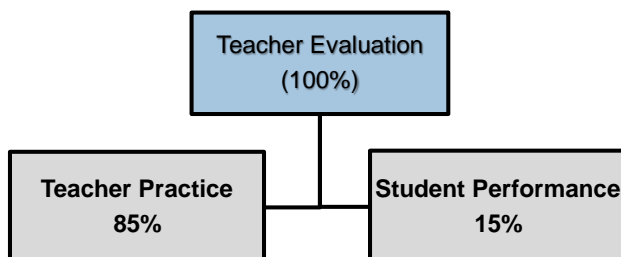 Teacher Evaluation
(100%)
Teacher Practice
85%
Student Performance
15%